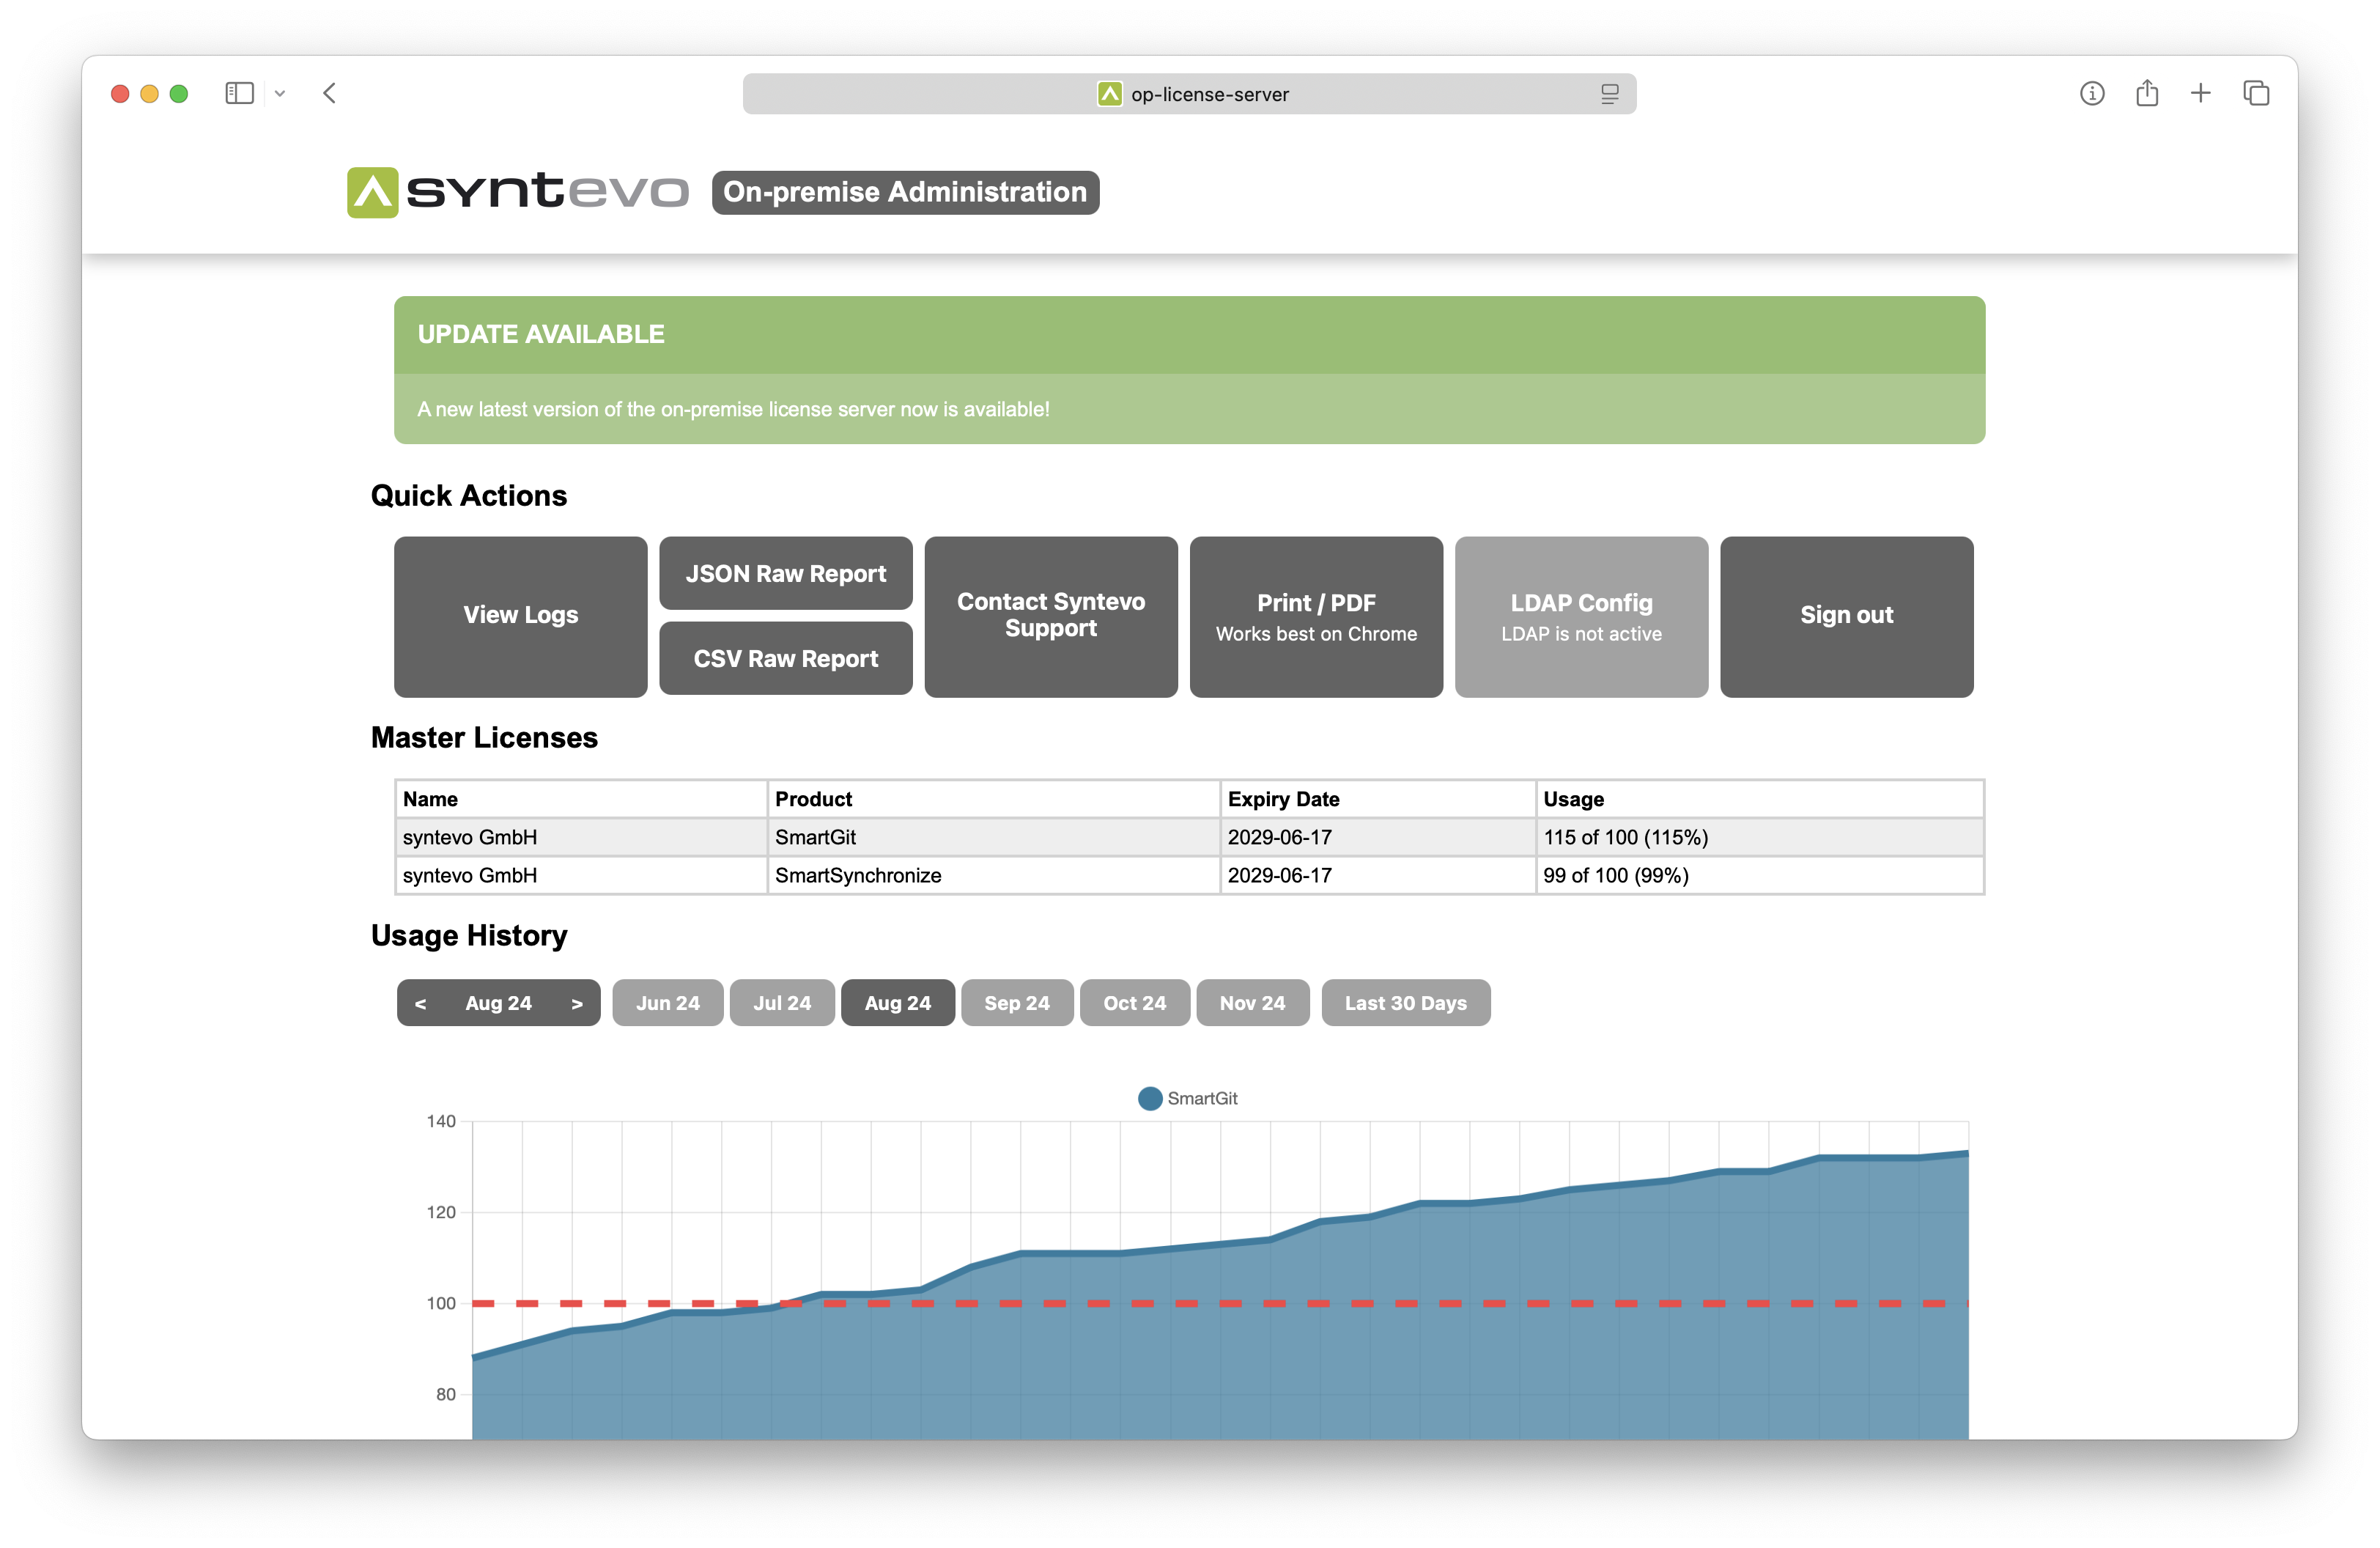 op-license-server
syntevo On-premise Administration
UPDATE AVAILABLE
A new latest version of the on-premise license server now is available!
Quick Actions
View Logs
JSON Raw Report
CSV Raw Report
Contact Syntevo
Support
Print / PDF
Works best on Chrome
LDAP Config
LDAP is not active
Sign out
Master Licenses
Name Product Expiry Date Usage
syntevo GmbH SmartGit 2029-06-17 115 of 100 (115%)
syntevo GmbH SmartSynchronize 2029-06-17 99 of 100 (99%)
Usage History
< Aug 24 > Jun 24 Jul 24 Aug 24 Sep 24 Oct 24 Nov 24 Last 30 Days
SmartGit
140
120
100
80